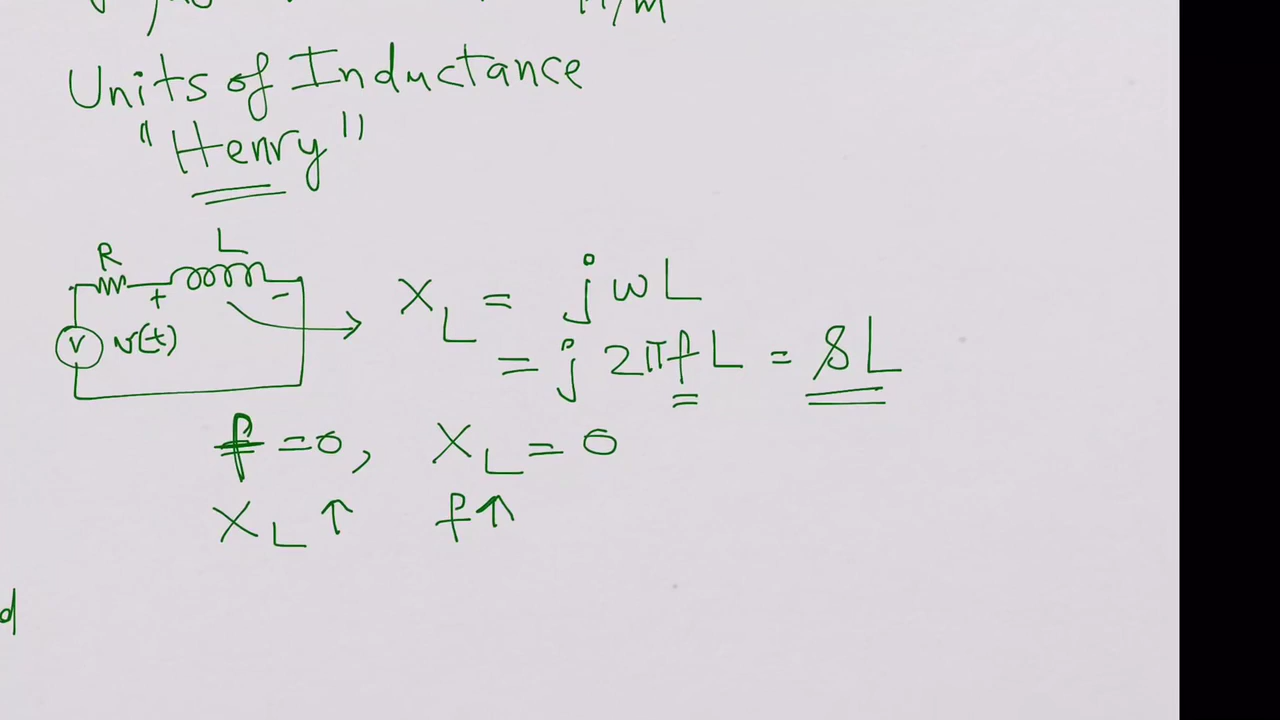 H/m
Units of Inductance
"Henry"
R L
+ -
V v(t)
X_L = jωL
= j2πfL = sL
f = 0, X_L = 0
X_L ↑ f ↑
d